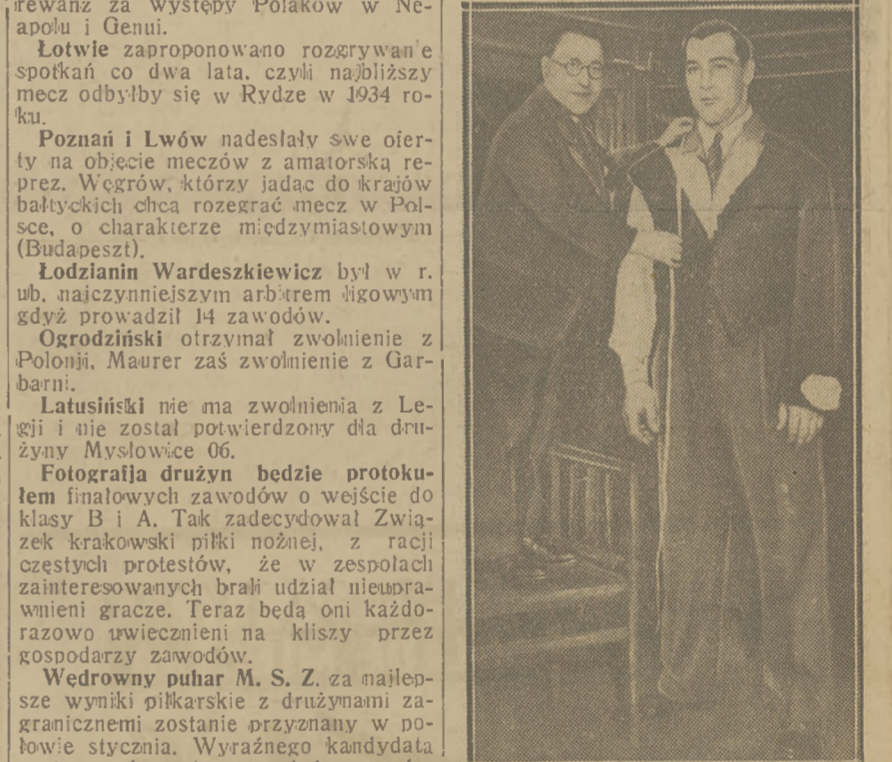 rewanż za występy Polaków w Ne-
apolu i Genui.
Łotwie zaproponowano rozgrywanie
spotkań co dwa lata, czyli najbliższy
mecz odbyłby się w Rydze w 1934 ro-
ku.
Poznań i Lwów nadesłały swe ofer-
ty na objęcie meczów z amatorską re-
prez. Węgrów, którzy jadąc do krajów
bałtyckich chcą rozegrać mecz w Pol-
sce, o charakterze międzymiastowym
(Budapeszt).
Łodzianin Wardeszkiewicz był w r.
ub. najczynniejszym arbitrem ligowym
gdyż prowadził 14 zawodów.
Ogrodziński otrzymał zwolnienie z
Polonji, Maurer zaś zwolnienie z Gar-
barni.
Latusiński nie ma zwolnienia z Le-
gji i nie został potwierdzony dla dru-
żyny Mysłowice 06.
Fotografja drużyn będzie protoku-
łem finałowych zawodów o wejście do
klasy B i A. Tak zadecydował Zwią-
zek krakowski piłki nożnej, z racji
częstych protestów, że w zespołach
zainteresowanych brali udział nieupra-
wnieni gracze. Teraz będą oni każdo-
razowo uwiecznieni na kliszy przez
gospodarzy zawodów.
Wędrowny puhar M. S. Z. za najlep-
sze wyniki piłkarskie z drużynami za-
granicznemi zostanie przyznany w po-
łowie stycznia. Wyraźnego kandydata